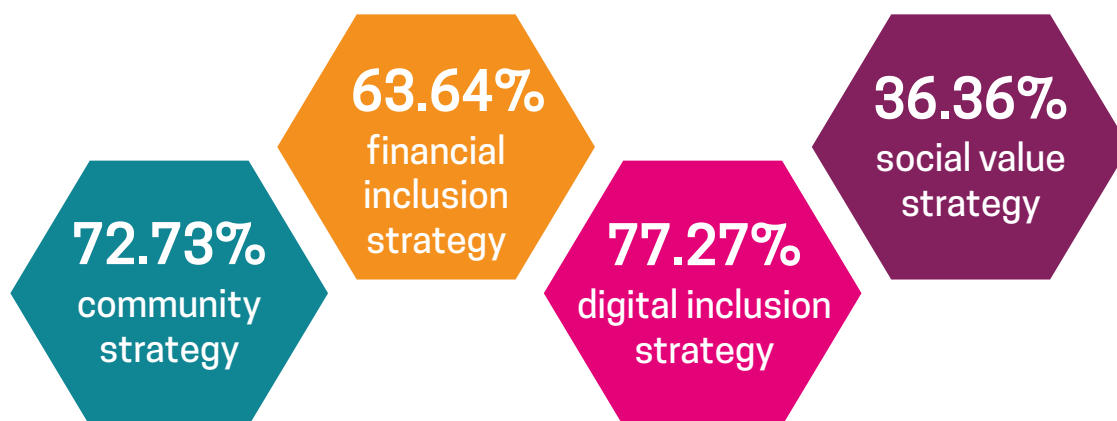 72.73%
community
strategy
63.64%
financial
inclusion
strategy
77.27%
digital inclusion
strategy
36.36%
social value
strategy